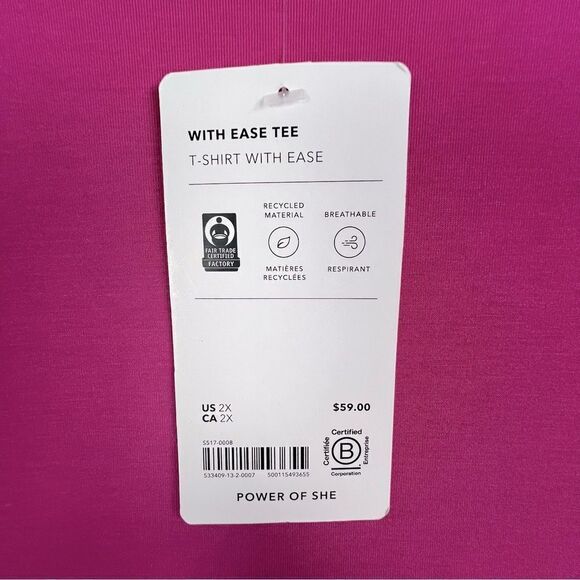 WITH EASE TEE
T-SHIRT WITH EASE
FAIR TRADE
CERTIFIED
FACTORY
RECYCLED
MATERIAL
MATIÈRES
RECYCLÉES
BREATHABLE
RESPIRANT
US 2X
CA 2X
$59.00
S517-0008
533409-13-2-0007 500115493655
Certified
Certifiée
B
Entreprise
Corporation
POWER OF SHE